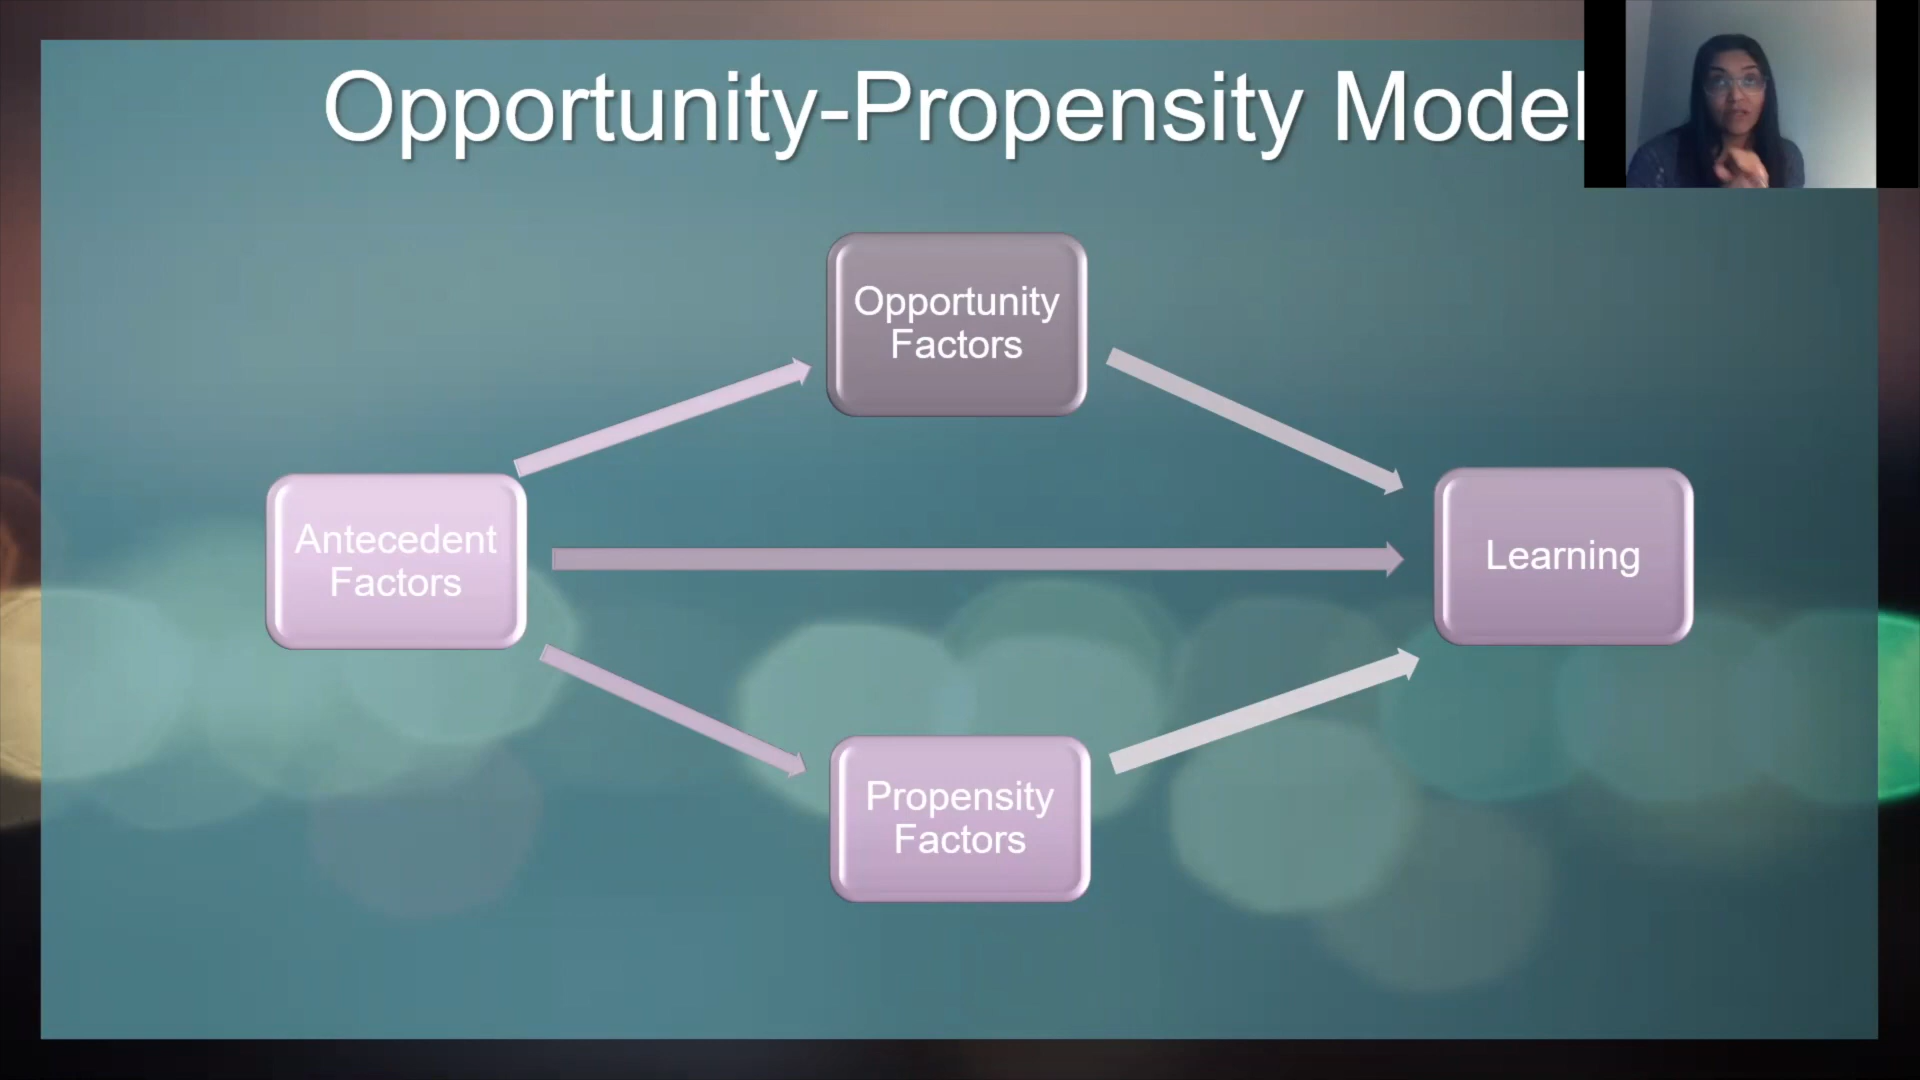 Opportunity-Propensity Model
Opportunity
Factors
Antecedent
Factors
Learning
Propensity
Factors